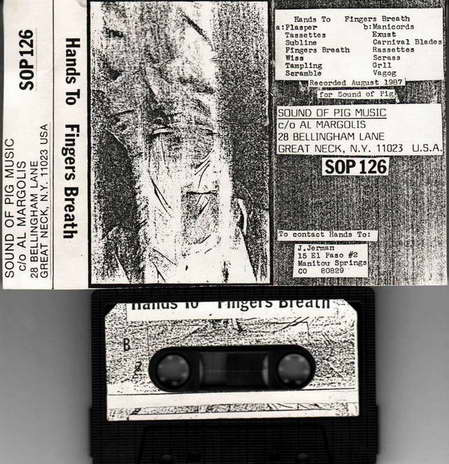 SOP 126
SOUND OF PIG MUSIC
c/o AL MARGOLIS
28 BELLINGHAM LANE
GREAT NECK, N.Y. 11023 USA
Hands To Fingers Breath
Hands To Fingers Breath
a: Plasper
Tassettes
Subline
Fingers Breath
Wiss
Tampling
Scramble
b: Manicords
Exust
Carnival Blades
Rassettes
Scrass
Grll
Vagog
Recorded August 1987
for Sound of Pig
SOUND OF PIG MUSIC
c/o AL MARGOLIS
28 BELLINGHAM LANE
GREAT NECK, N.Y. 11023 U.S.A.
SOP 126
To contact Hands To:
J. Jerman
15 El Paso #2
Manitou Springs
CO 80829
Hands To Fingers Breath
B